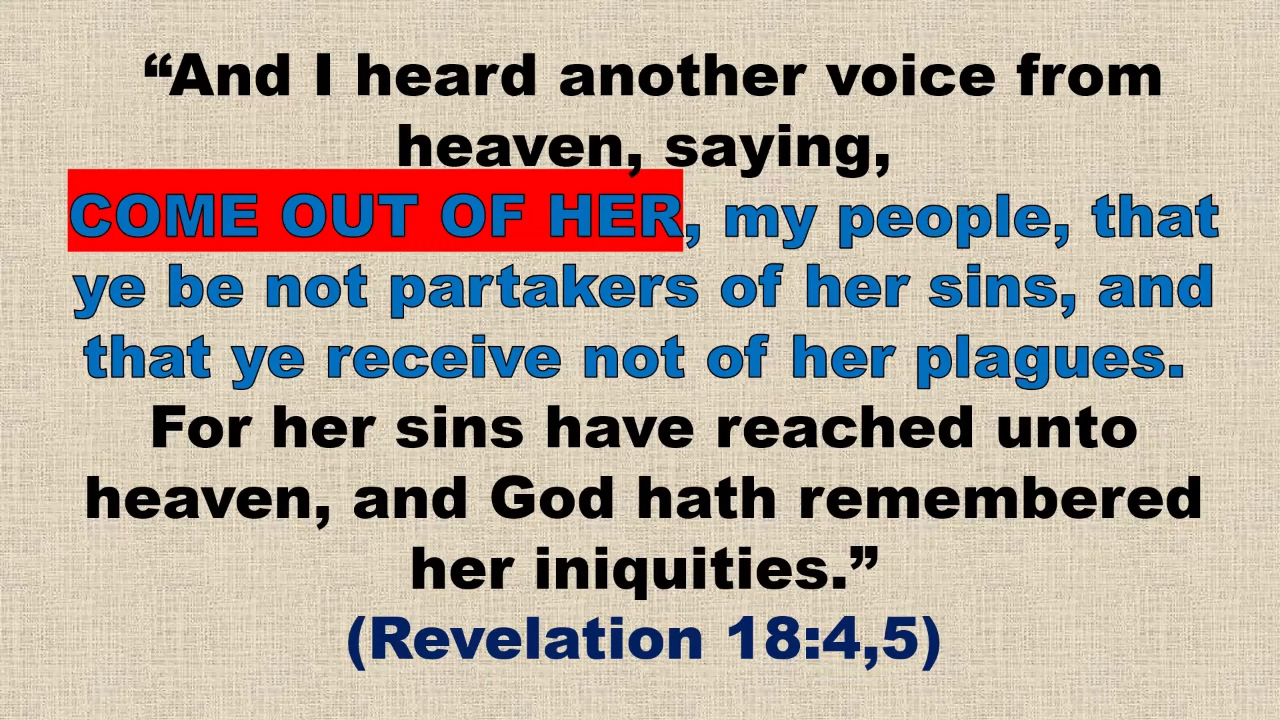 “And I heard another voice from
heaven, saying,
COME OUT OF HER, my people, that
ye be not partakers of her sins, and
that ye receive not of her plagues.
For her sins have reached unto
heaven, and God hath remembered
her iniquities.”
(Revelation 18:4,5)